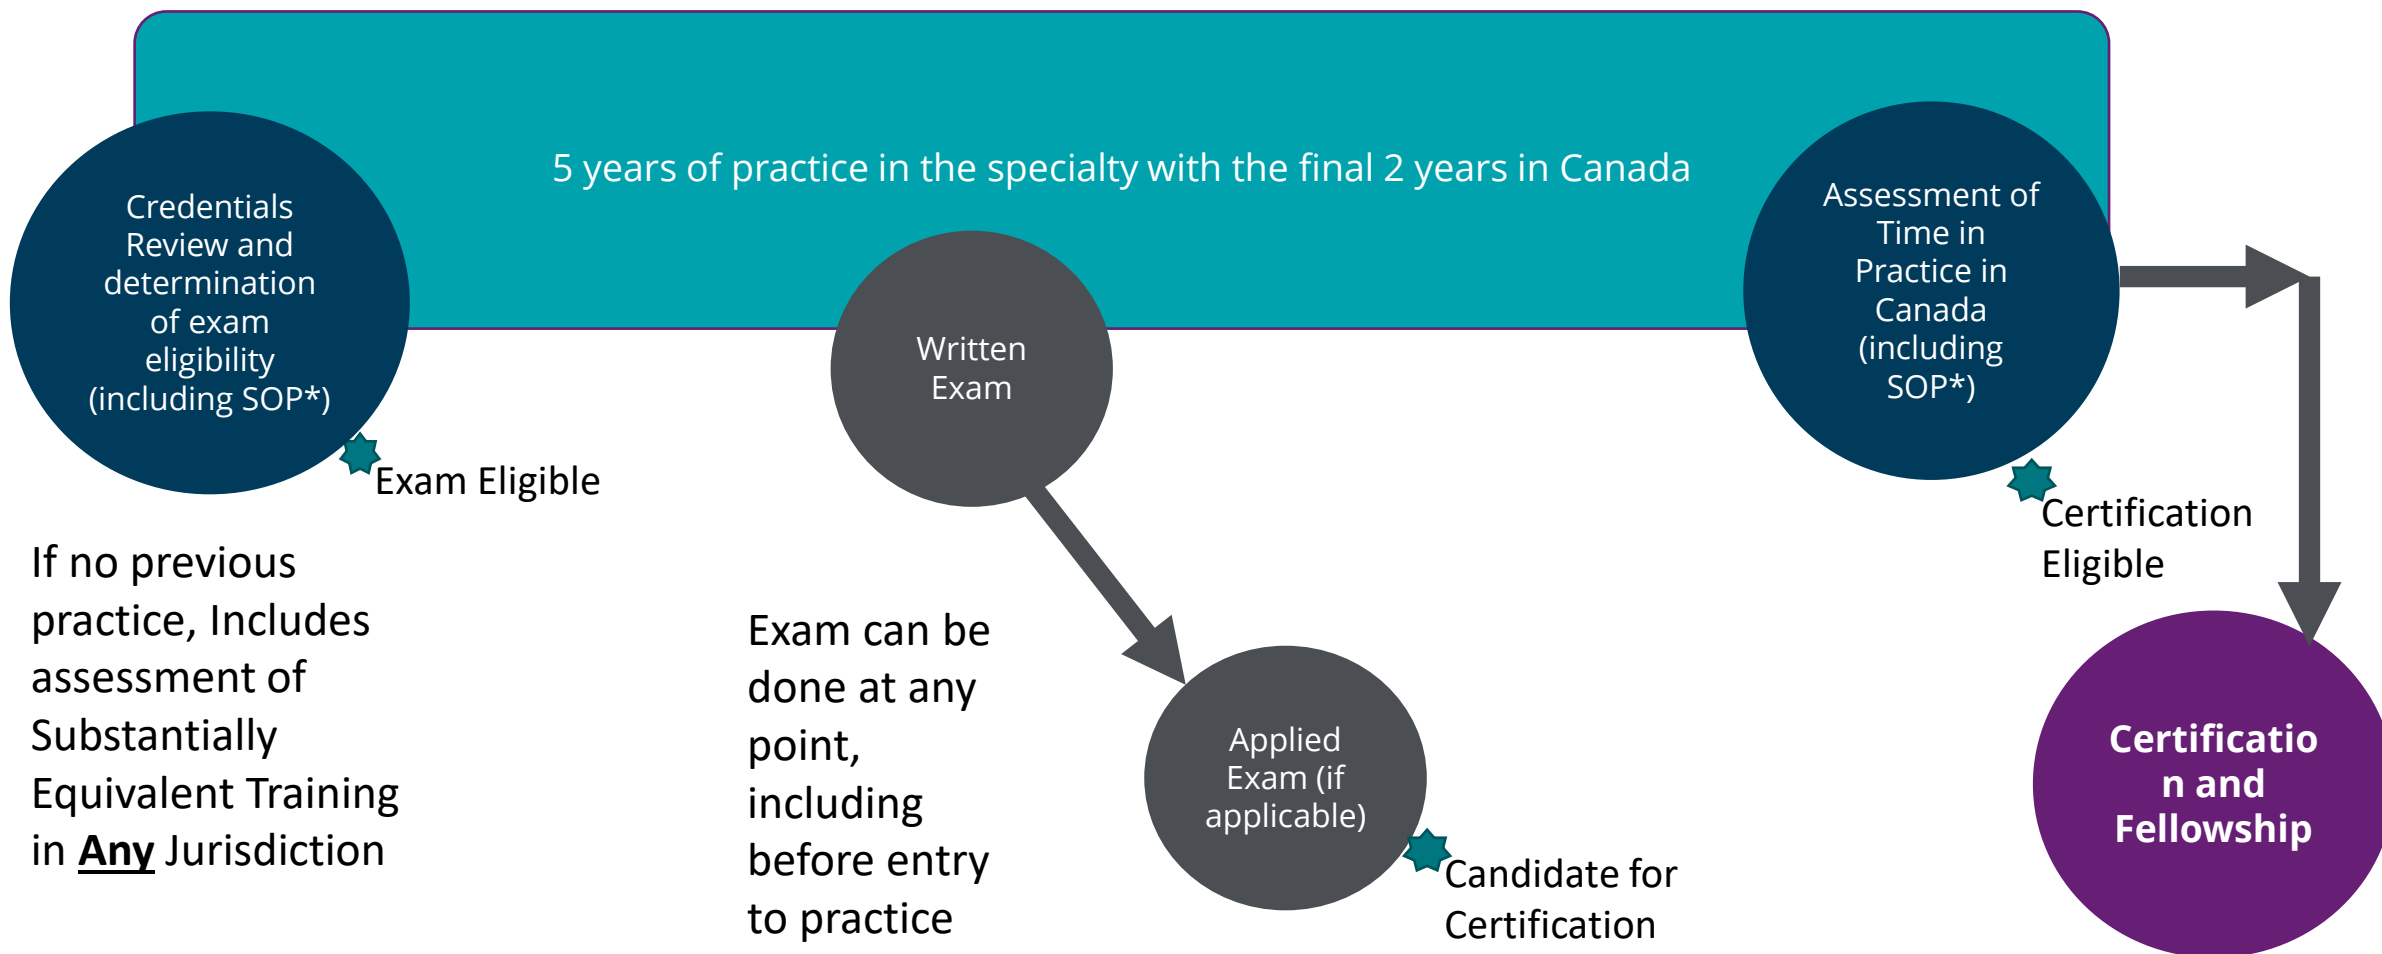 5 years of practice in the specialty with the final 2 years in Canada
Credentials
Review and
determination
of exam
eligibility
(including SOP*)
Exam Eligible
If no previous
practice, Includes
assessment of
Substantially
Equivalent Training
in Any Jurisdiction
Written
Exam
Exam can be
done at any
point,
including
before entry
to practice
Applied
Exam (if
applicable)
Candidate for
Certification
Assessment of
Time in
Practice in
Canada
(including
SOP*)
Certification
Eligible
Certificatio
n and
Fellowship